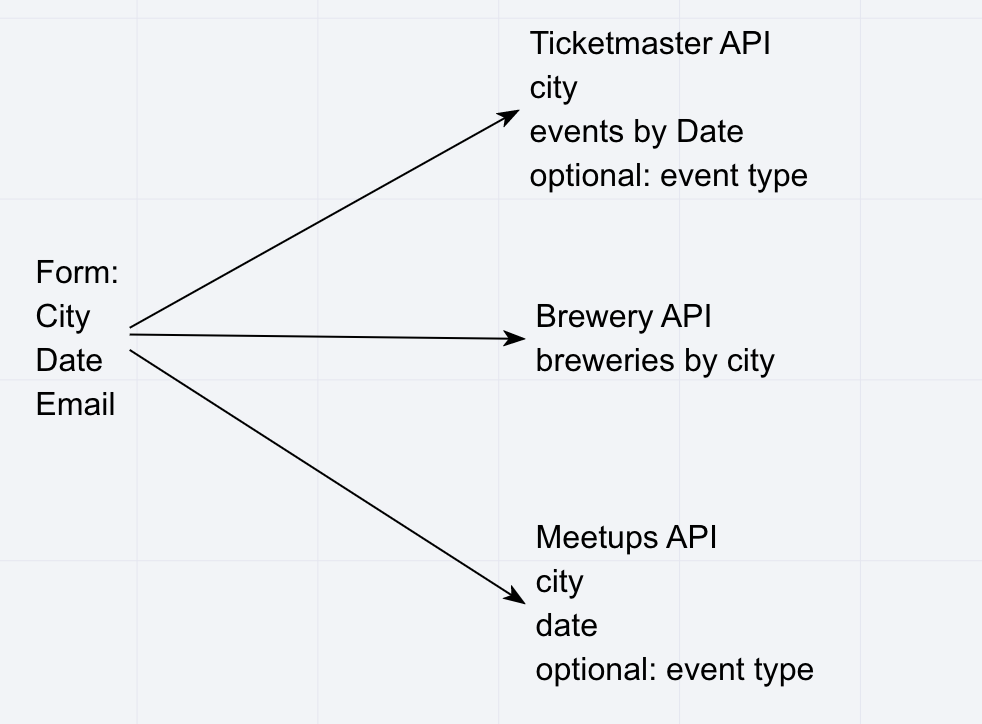 Form:
City
Date
Email
Ticketmaster API
city
events by Date
optional: event type
Brewery API
breweries by city
Meetups API
city
date
optional: event type